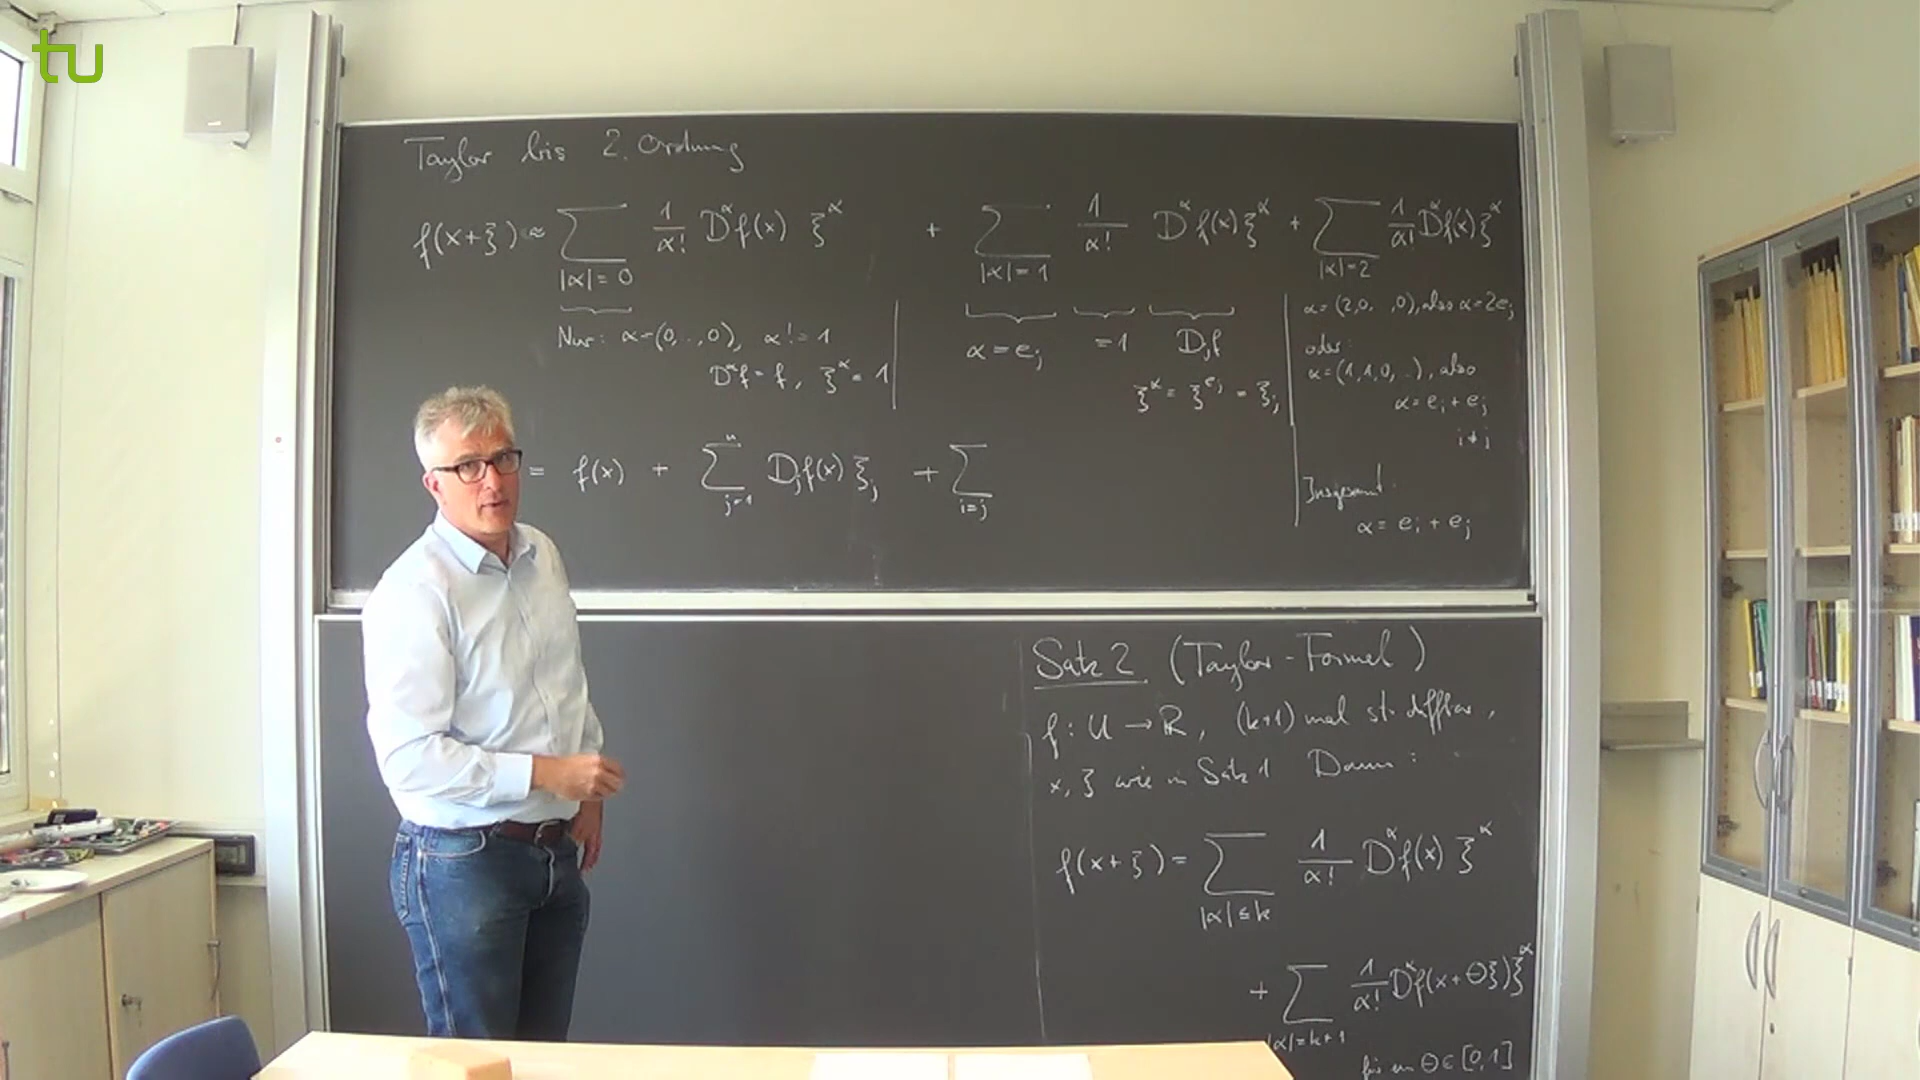 tu
Taylor bis 2. Ordnung
f(x+ξ) ≈ ∑_{|α|=0} 1/α! D^α f(x) ξ^α + ∑_{|α|=1} 1/α! D^α f(x) ξ^α + ∑_{|α|=2} 1/α! D^α f(x) ξ^α
Nur: α=(0,..,0), α!=1
D^α f = f, ξ^α = 1
α = e_j =1 D_j f
ξ^α = ξ^{e_j} = ξ_j
α=(2,0, ,0), also α=2e_j
oder:
α=(1,1,0,..), also
α=e_i+e_j
i≠j
Insgesamt:
α = e_i + e_j
= f(x) + ∑_{j=1}^n D_j f(x) ξ_j + ∑_{i=j}
Satz 2 (Taylor-Formel)
f: U → ℝ, (k+1) mal st. diffbar,
x, ξ wie in Satz 1 Dann:
f(x+ξ) = ∑_{|α|≤k} 1/α! D^α f(x) ξ^α
+ ∑_{|α|=k+1} 1/α! D^α f(x+Θξ) ξ^α
für ein Θ ∈ [0,1]